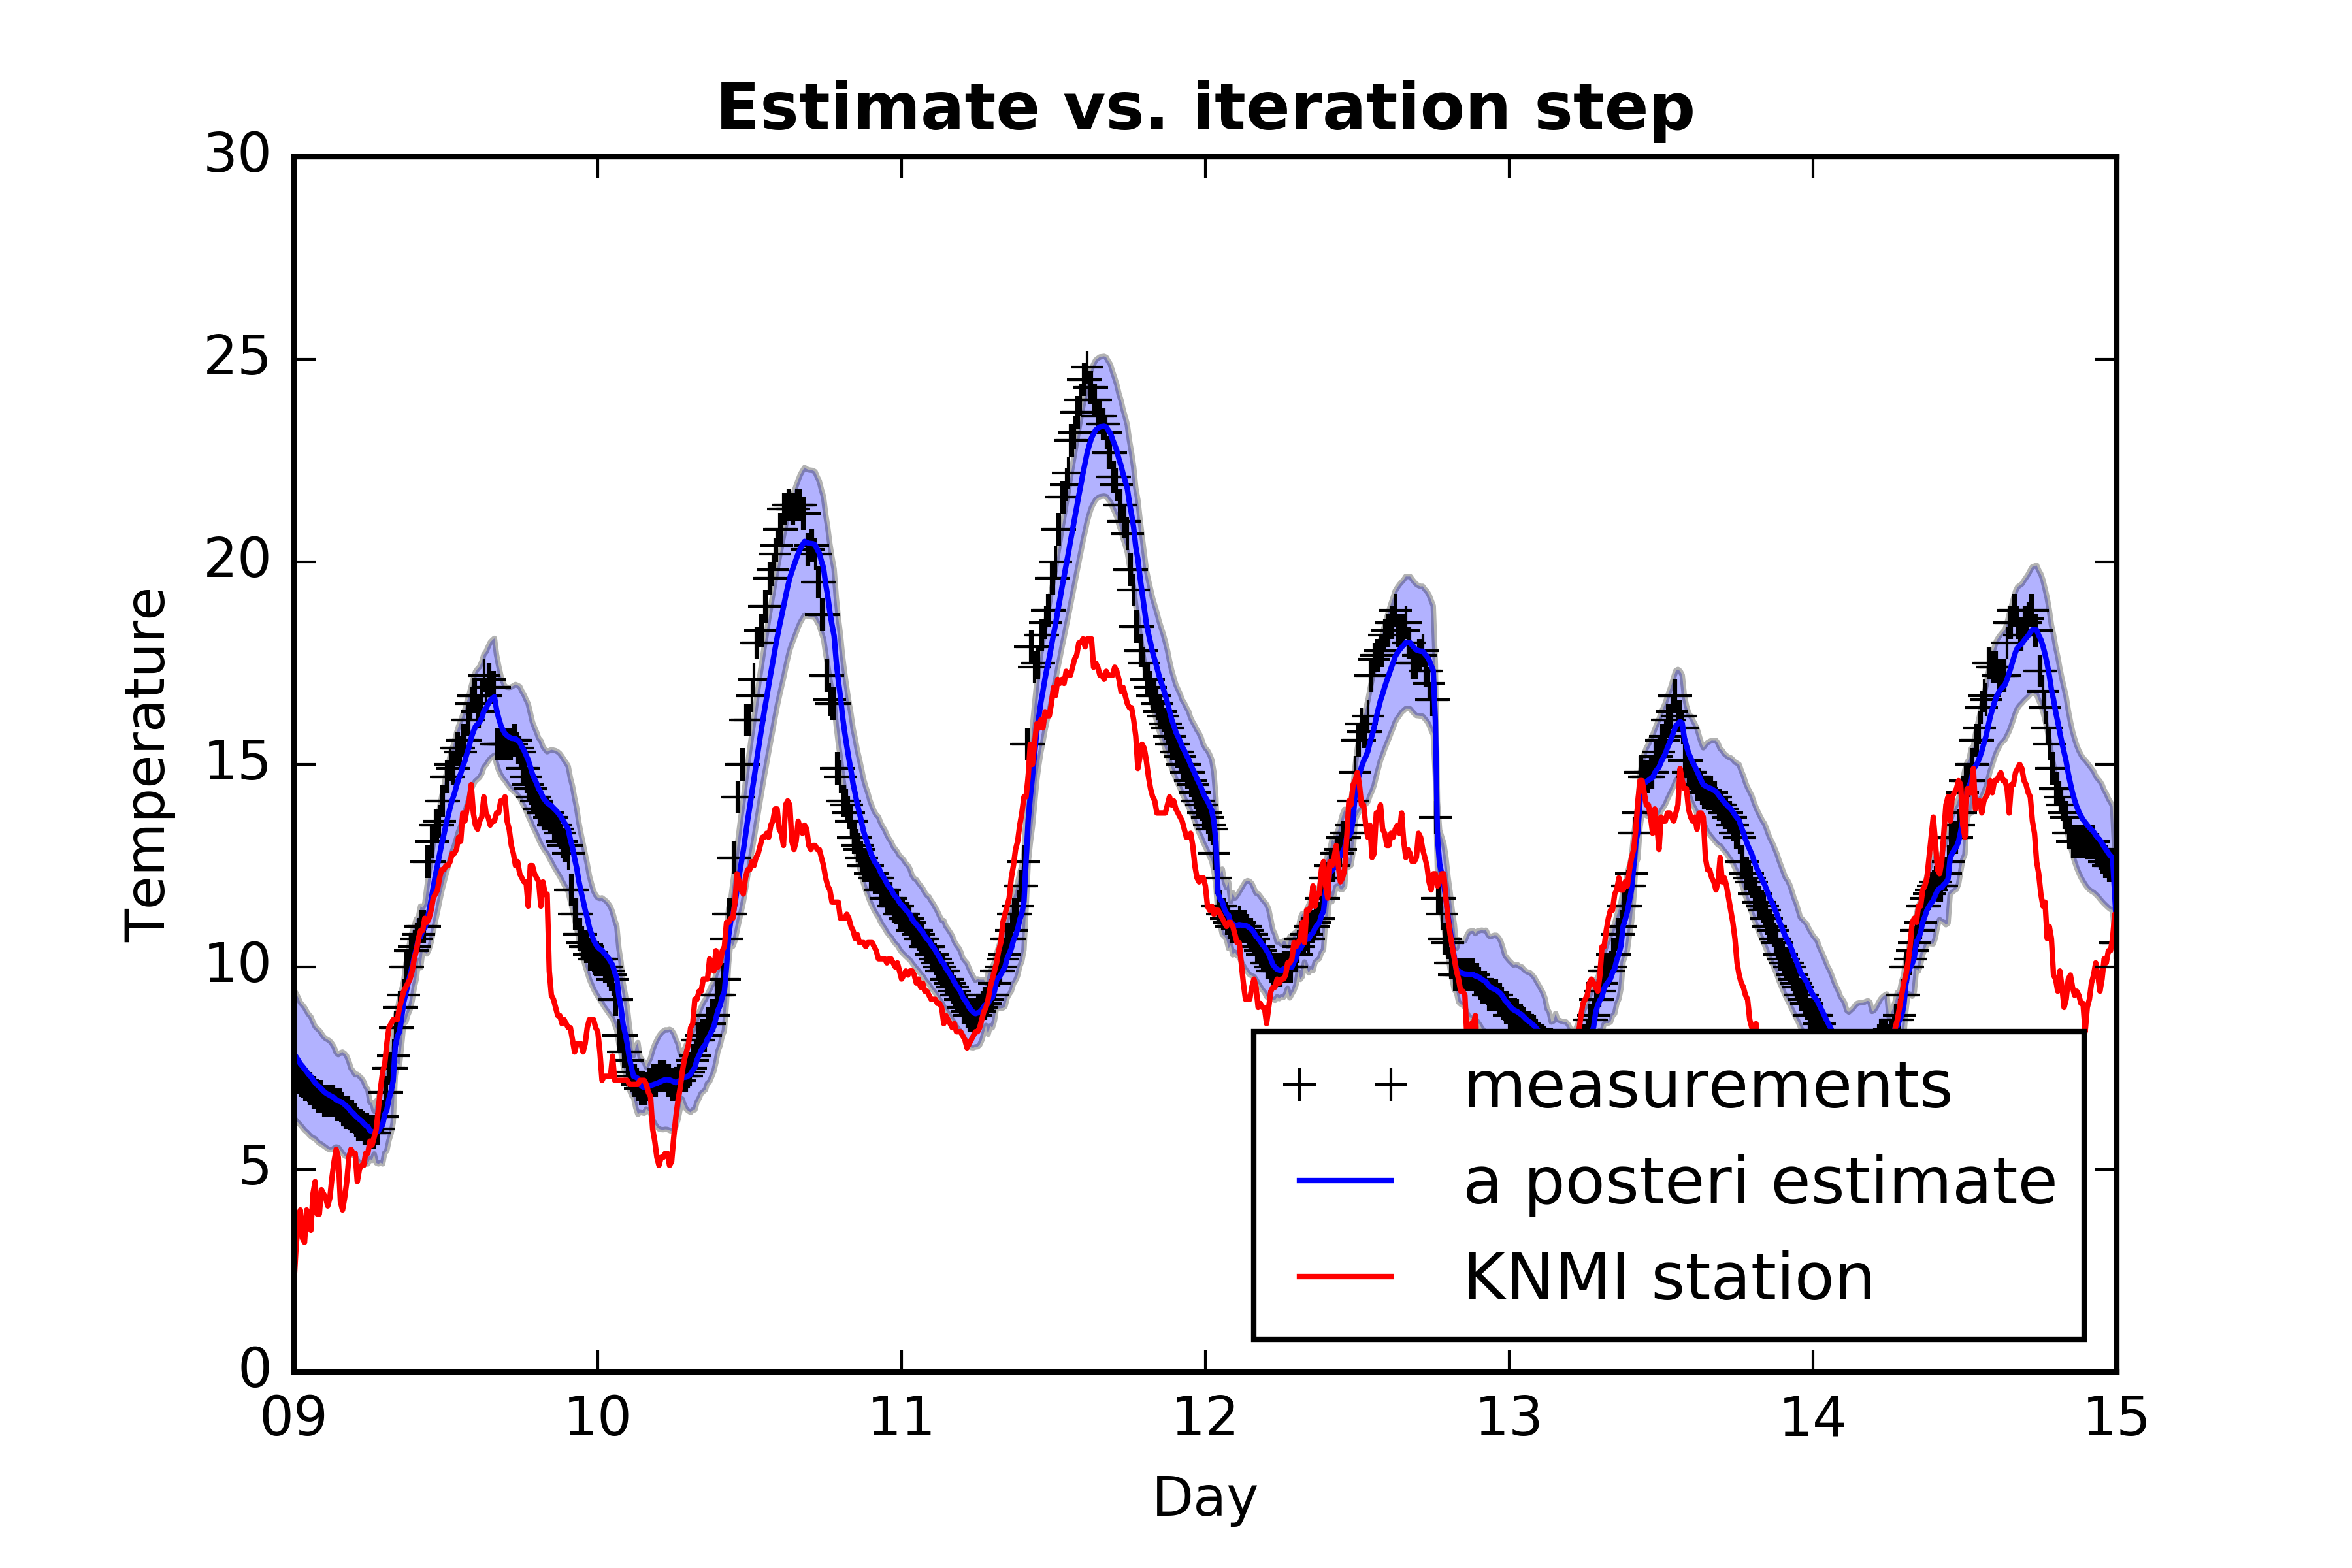 Estimate vs. iteration step
30
25
20
15
10
5
0
Temperature
09 10 11 12 13 14 15
Day
measurements
a posteri estimate
KNMI station